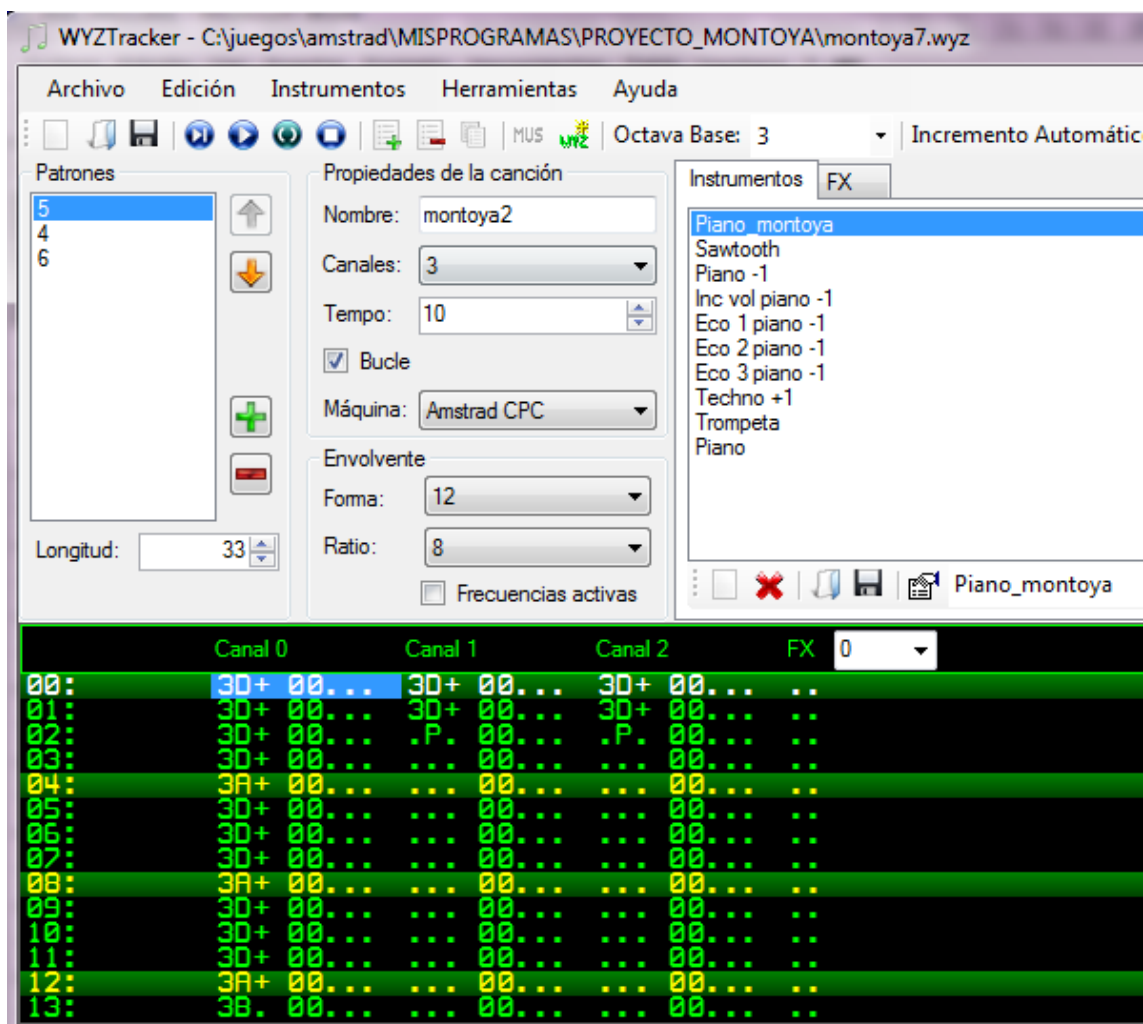 WYZTracker - C:\juegos\amstrad\MISPROGRAMAS\PROYECTO_MONTOYA\montoya7.wyz
Archivo Edición Instrumentos Herramientas Ayuda
MUS WYZ Octava Base: 3 Incremento Automátic
Patrones
5
4
6
Longitud: 33
Propiedades de la canción
Nombre: montoya2
Canales: 3
Tempo: 10
Bucle
Máquina: Amstrad CPC
Envolvente
Forma: 12
Ratio: 8
Frecuencias activas
Instrumentos FX
Piano_montoya
Sawtooth
Piano -1
Inc vol piano -1
Eco 1 piano -1
Eco 2 piano -1
Eco 3 piano -1
Techno +1
Trompeta
Piano
Piano_montoya
Canal 0 Canal 1 Canal 2 FX 0
00: 3D+ 00... 3D+ 00... 3D+ 00... ..
01: 3D+ 00... 3D+ 00... 3D+ 00... ..
02: 3D+ 00... .P. 00... .P. 00... ..
03: 3D+ 00... ... 00... ... 00... ..
04: 3A+ 00... ... 00... ... 00... ..
05: 3D+ 00... ... 00... ... 00... ..
06: 3D+ 00... ... 00... ... 00... ..
07: 3D+ 00... ... 00... ... 00... ..
08: 3A+ 00... ... 00... ... 00... ..
09: 3D+ 00... ... 00... ... 00... ..
10: 3D+ 00... ... 00... ... 00... ..
11: 3D+ 00... ... 00... ... 00... ..
12: 3A+ 00... ... 00... ... 00... ..
13: 3B. 00... ... 00... ... 00... ..